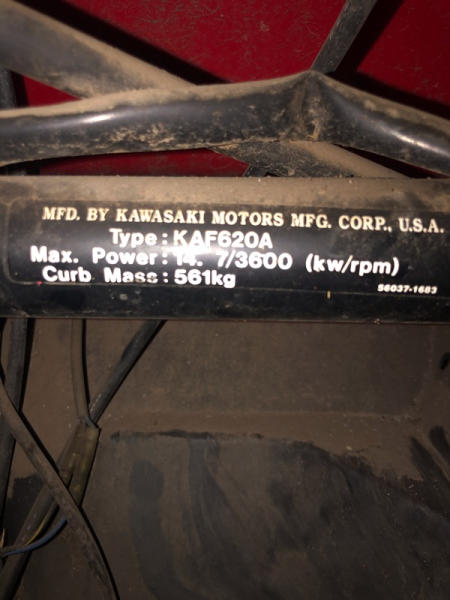 MFD. BY KAWASAKI MOTORS MFG. CORP., U.S.A.
Type: KAF620A
Max. Power: 14. 7/3600 (kw/rpm)
Curb Mass: 561kg
56037-1683